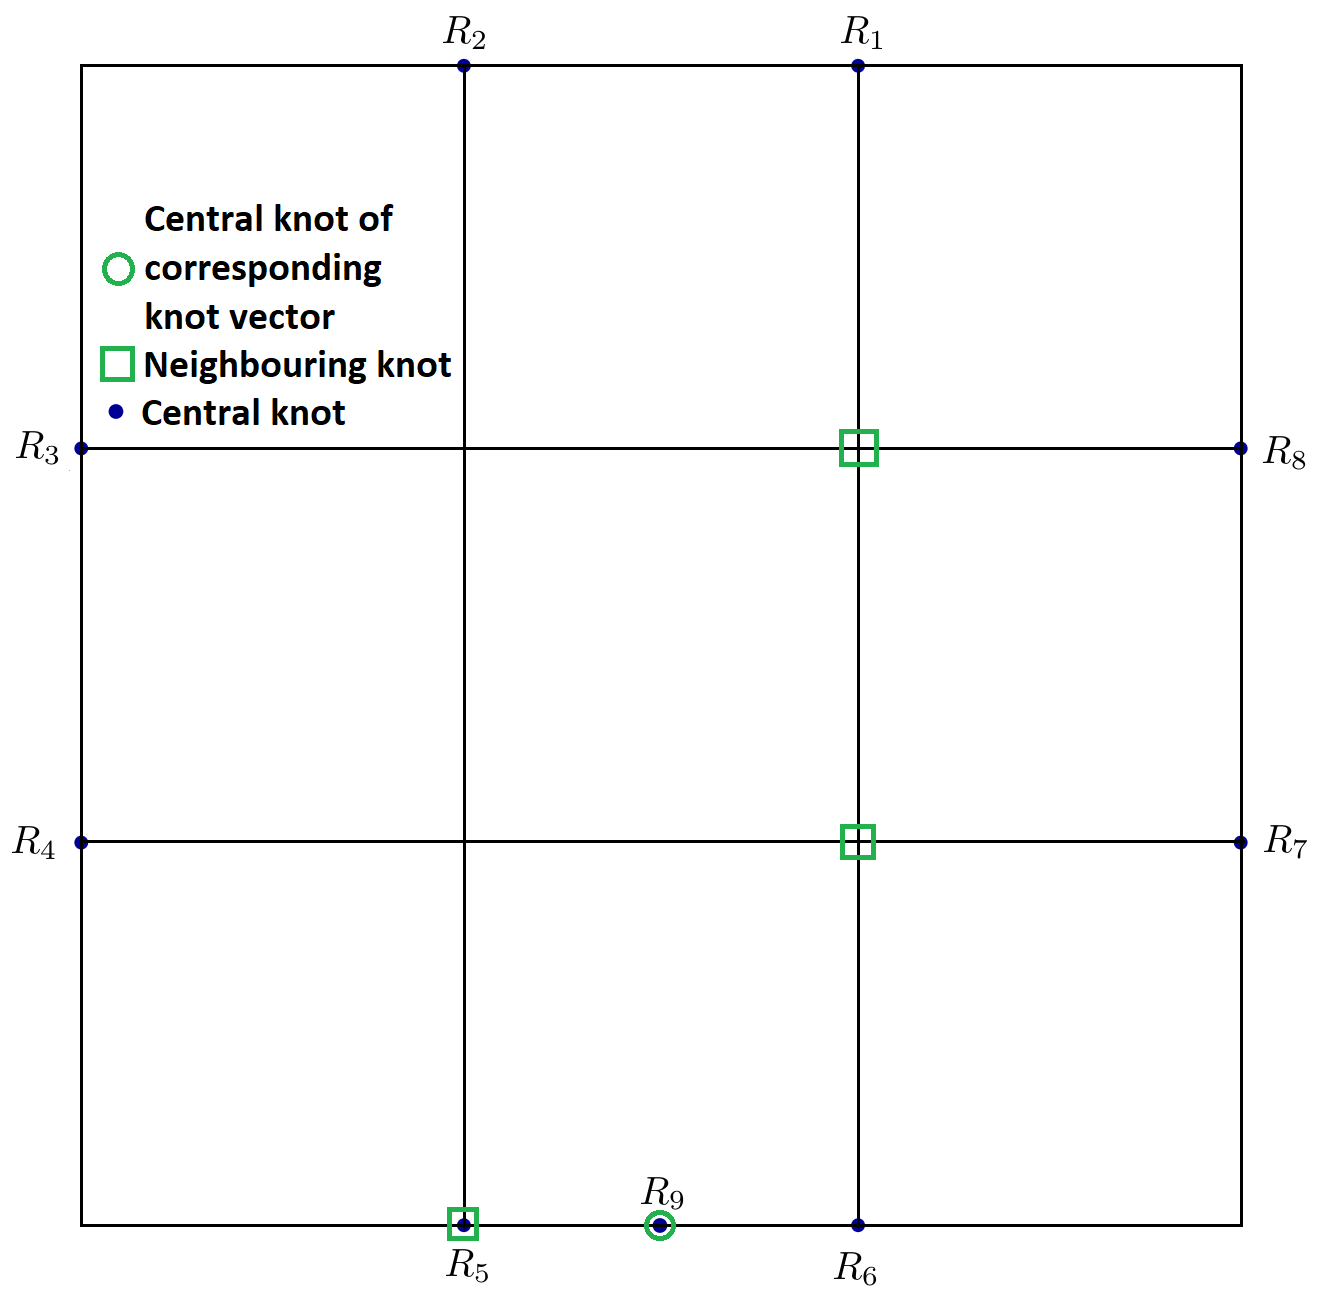 R₂
R₁
Central knot of
corresponding
knot vector
Neighbouring knot
Central knot
R₃
R₈
R₄
R₇
R₉
R₅
R₆